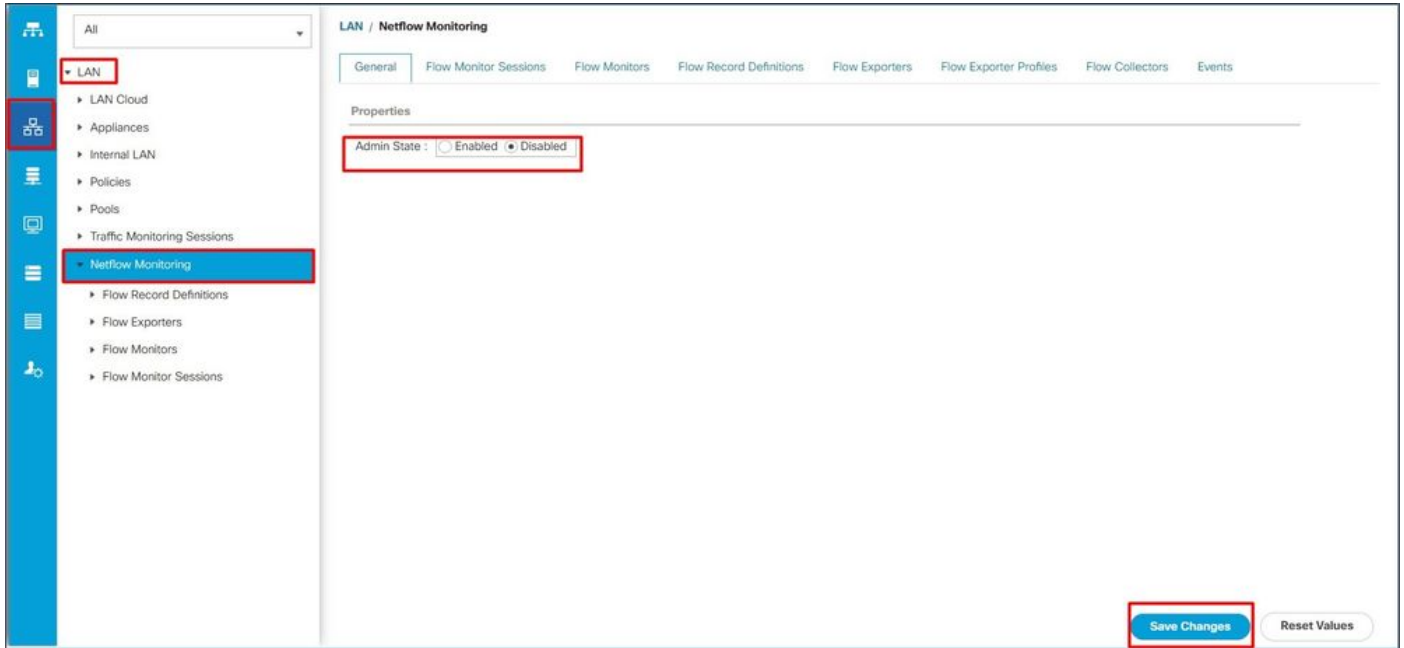 All
LAN
LAN Cloud
Appliances
Internal LAN
Policies
Pools
Traffic Monitoring Sessions
Netflow Monitoring
Flow Record Definitions
Flow Exporters
Flow Monitors
Flow Monitor Sessions
LAN / Netflow Monitoring
General Flow Monitor Sessions Flow Monitors Flow Record Definitions Flow Exporters Flow Exporter Profiles Flow Collectors Events
Properties
Admin State : Enabled Disabled
Save Changes Reset Values